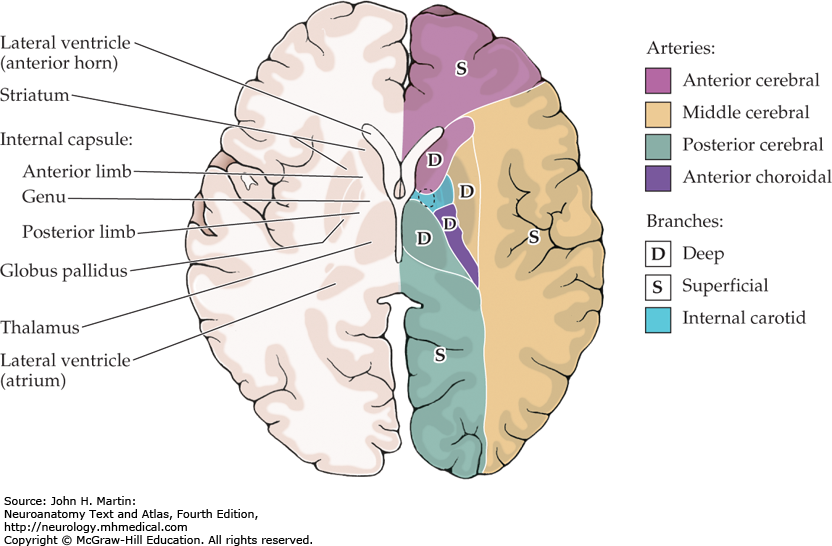 Lateral ventricle
(anterior horn)
Striatum
Internal capsule:
Anterior limb
Genu
Posterior limb
Globus pallidus
Thalamus
Lateral ventricle
(atrium)
S
D
D
D
D
S
S
Arteries:
Anterior cerebral
Middle cerebral
Posterior cerebral
Anterior choroidal
Branches:
D Deep
S Superficial
Internal carotid
Source: John H. Martin:
Neuroanatomy Text and Atlas, Fourth Edition,
http://neurology.mhmedical.com
Copyright © McGraw-Hill Education. All rights reserved.